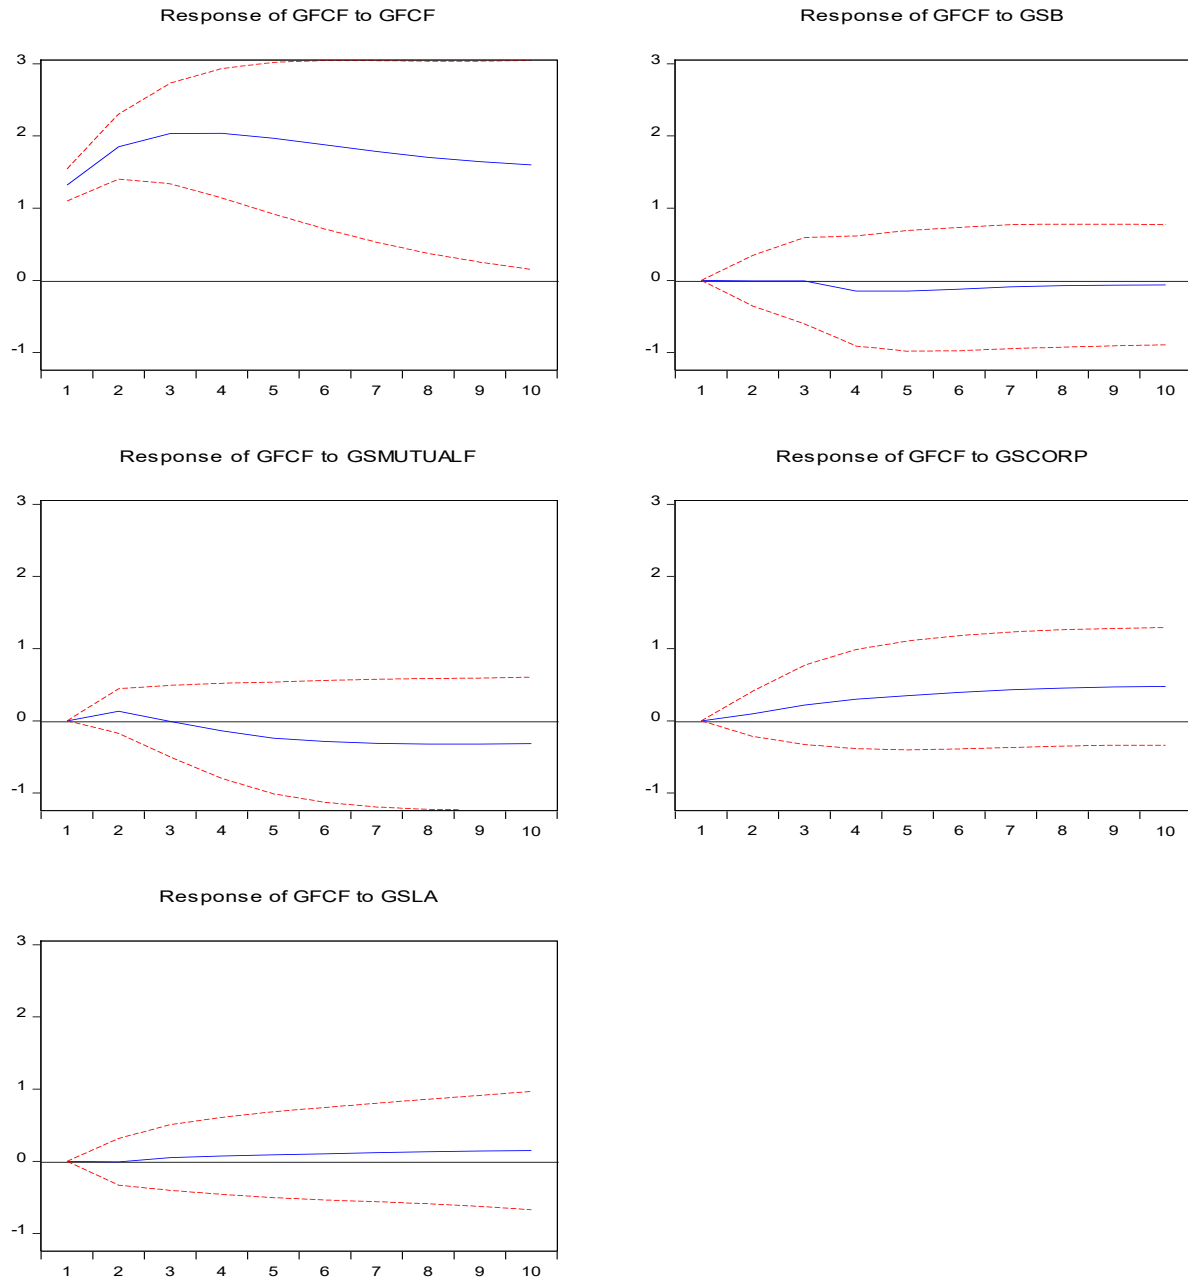 Response of GFCF to GFCF
3
2
1
0
-1
1 2 3 4 5 6 7 8 9 10
Response of GFCF to GSB
3
2
1
0
-1
1 2 3 4 5 6 7 8 9 10
Response of GFCF to GSMUTUALF
3
2
1
0
-1
1 2 3 4 5 6 7 8 9 10
Response of GFCF to GSCORP
3
2
1
0
-1
1 2 3 4 5 6 7 8 9 10
Response of GFCF to GSLA
3
2
1
0
-1
1 2 3 4 5 6 7 8 9 10